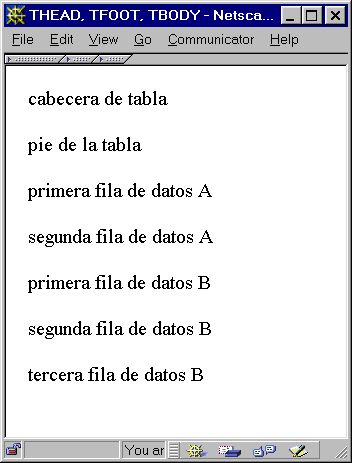 THEAD, TFOOT, TBODY - Netsca...
File Edit View Go Communicator Help
cabecera de tabla
pie de la tabla
primera fila de datos A
segunda fila de datos A
primera fila de datos B
segunda fila de datos B
tercera fila de datos B
You ar